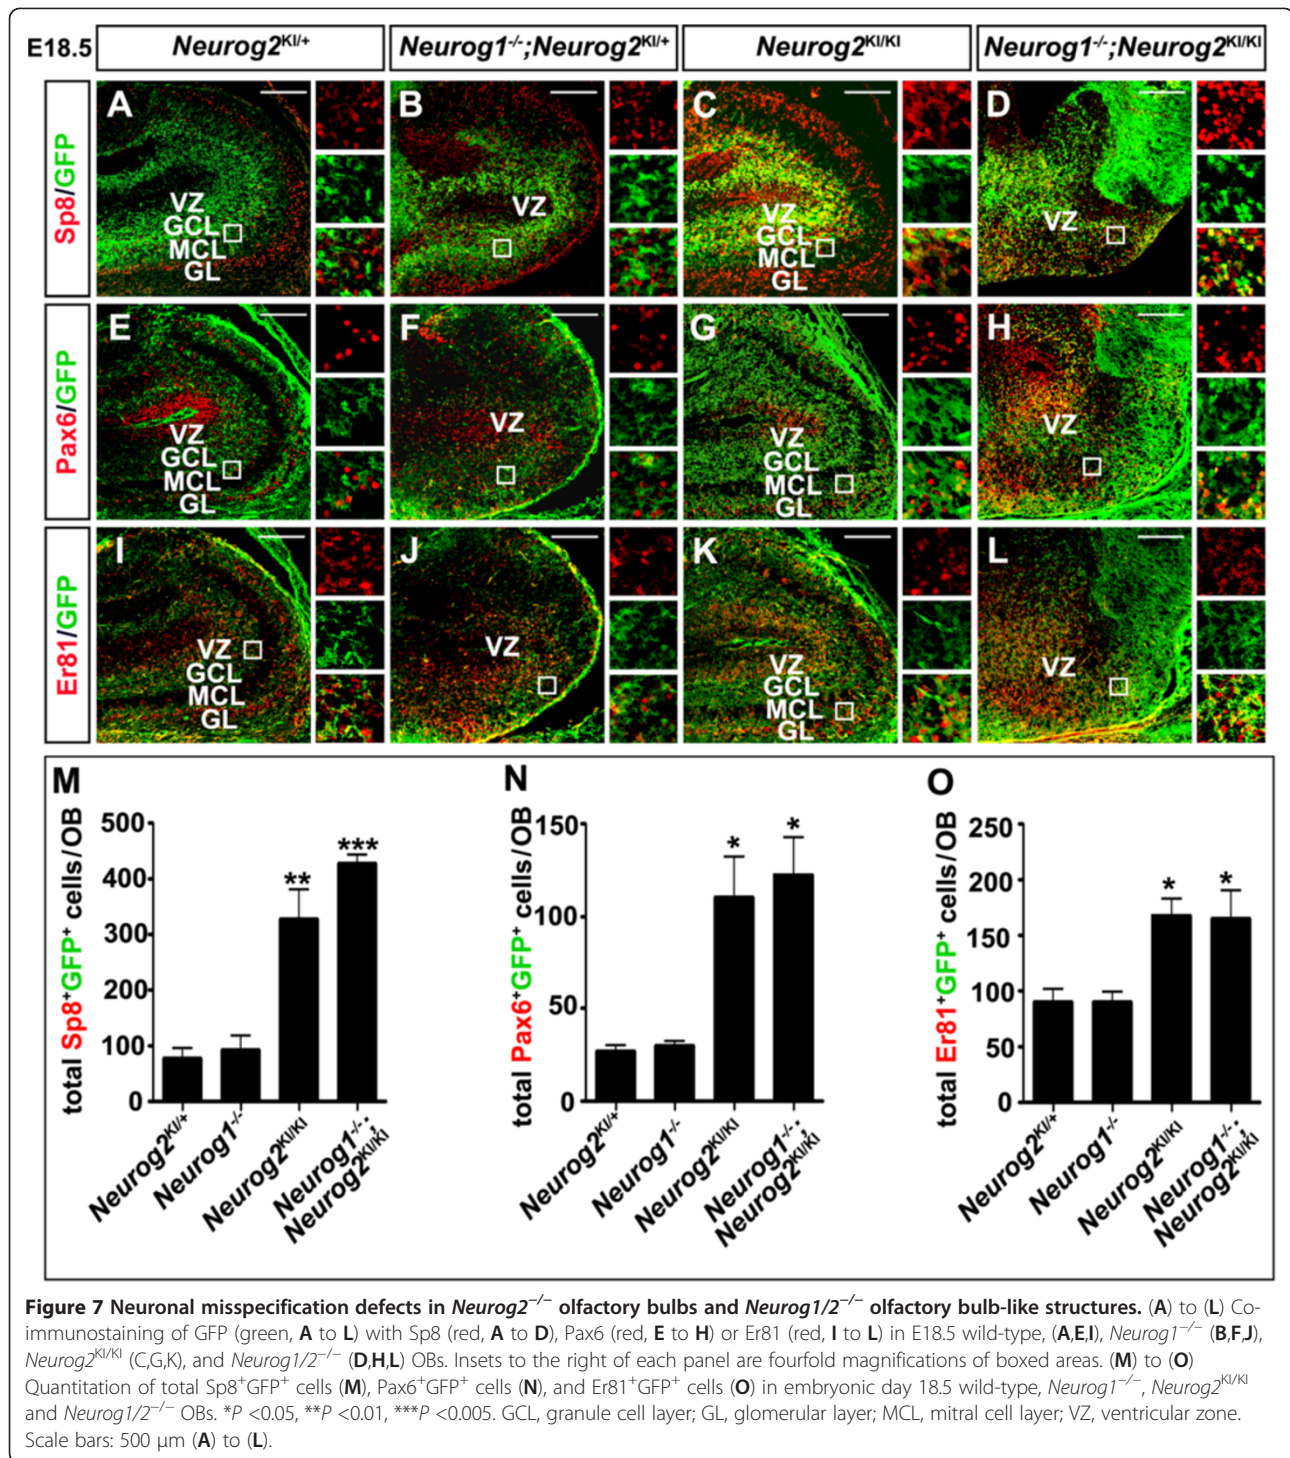 E18.5
Neurog2KI/+
Neurog1-/-;Neurog2KI/+
Neurog2KI/KI
Neurog1-/-;Neurog2KI/KI
Sp8/GFP
A
VZ
GCL
MCL
GL
B
VZ
C
VZ
GCL
MCL
GL
D
VZ
Pax6/GFP
E
VZ
GCL
MCL
GL
F
VZ
G
VZ
GCL
MCL
GL
H
VZ
Er81/GFP
I
VZ
GCL
MCL
GL
J
VZ
K
VZ
GCL
MCL
GL
L
VZ
M
total Sp8+GFP+ cells/OB
500
400
300
200
100
0
**
***
Neurog2KI/+
Neurog1-/-
Neurog2KI/KI
Neurog1-/-;
Neurog2KI/KI
N
total Pax6+GFP+ cells/OB
150
100
50
0
*
*
Neurog2KI/+
Neurog1-/-
Neurog2KI/KI
Neurog1-/-;
Neurog2KI/KI
O
total Er81+GFP+ cells/OB
250
200
150
100
50
0
*
*
Neurog2KI/+
Neurog1-/-
Neurog2KI/KI
Neurog1-/-;
Neurog2KI/KI
Figure 7 Neuronal misspecification defects in Neurog2−/− olfactory bulbs and Neurog1/2−/− olfactory bulb-like structures. (A) to (L) Co-
immunostaining of GFP (green, A to L) with Sp8 (red, A to D), Pax6 (red, E to H) or Er81 (red, I to L) in E18.5 wild-type, (A,E,I), Neurog1−/− (B,F,J),
Neurog2KI/KI (C,G,K), and Neurog1/2−/− (D,H,L) OBs. Insets to the right of each panel are fourfold magnifications of boxed areas. (M) to (O)
Quantitation of total Sp8+GFP+ cells (M), Pax6+GFP+ cells (N), and Er81+GFP+ cells (O) in embryonic day 18.5 wild-type, Neurog1−/−, Neurog2KI/KI
and Neurog1/2−/− OBs. *P <0.05, **P <0.01, ***P <0.005. GCL, granule cell layer; GL, glomerular layer; MCL, mitral cell layer; VZ, ventricular zone.
Scale bars: 500 μm (A) to (L).